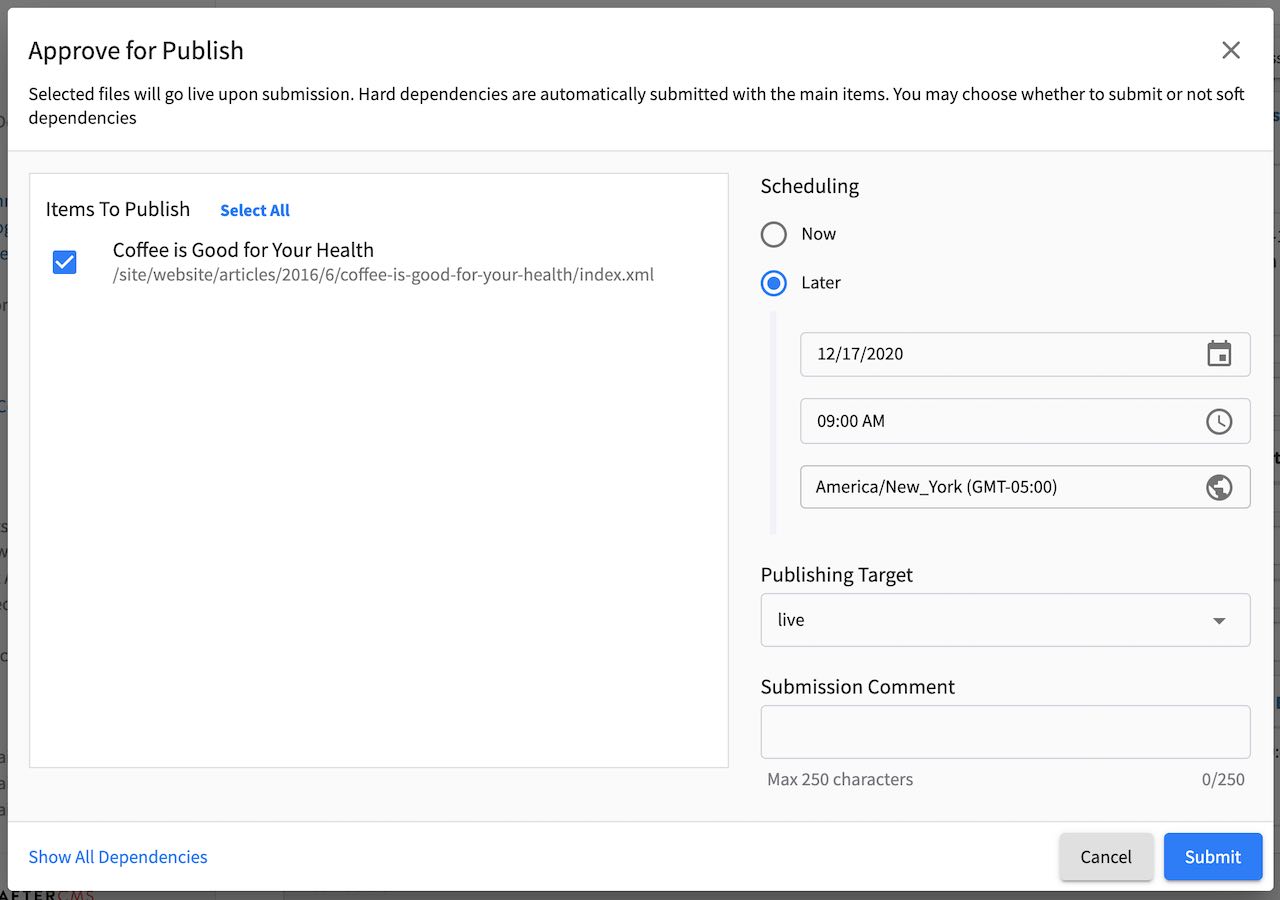 Approve for Publish
Selected files will go live upon submission. Hard dependencies are automatically submitted with the main items. You may choose whether to submit or not soft
dependencies
Items To Publish Select All
Coffee is Good for Your Health
/site/website/articles/2016/6/coffee-is-good-for-your-health/index.xml
Scheduling
Now
Later
12/17/2020
09:00 AM
America/New_York (GMT-05:00)
Publishing Target
live
Submission Comment
Max 250 characters 0/250
Show All Dependencies
Cancel
Submit
AFTERCMS